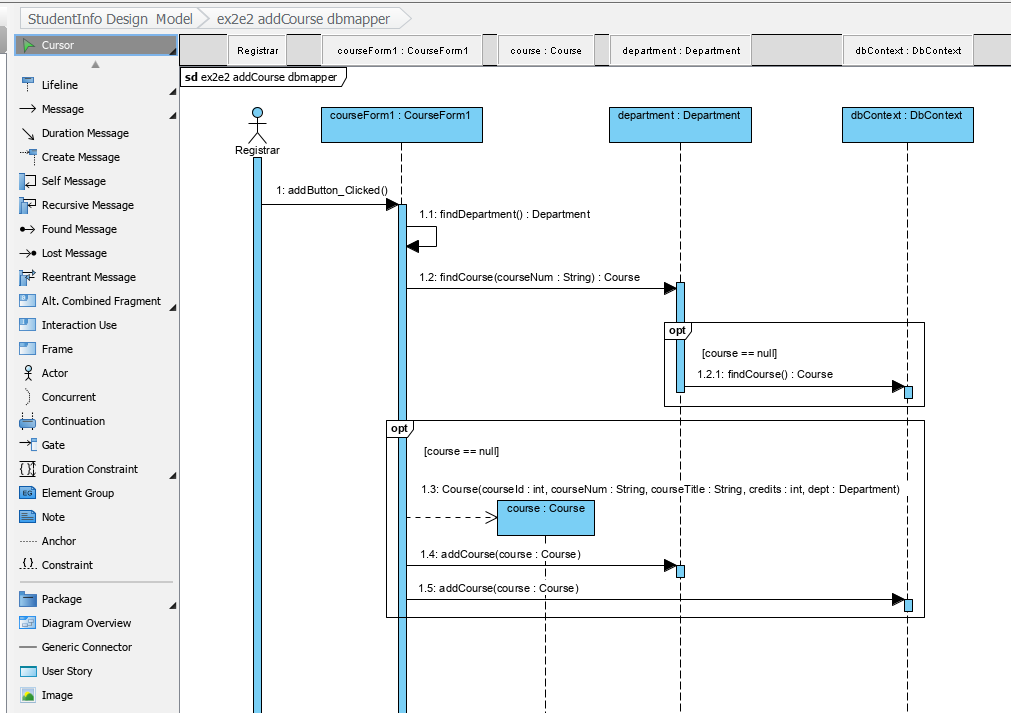 StudentInfo Design Model
ex2e2 addCourse dbmapper
Cursor
Lifeline
Message
Duration Message
Create Message
Self Message
Recursive Message
Found Message
Lost Message
Reentrant Message
Alt. Combined Fragment
Interaction Use
Frame
Actor
Concurrent
Continuation
Gate
Duration Constraint
EG
Element Group
Note
Anchor
Constraint
Package
Diagram Overview
Generic Connector
User Story
Image
Registrar
courseForm1 : CourseForm1
course : Course
department : Department
dbContext : DbContext
sd ex2e2 addCourse dbmapper
Registrar
courseForm1 : CourseForm1
department : Department
dbContext : DbContext
1: addButton_Clicked()
1.1: findDepartment() : Department
1.2: findCourse(courseNum : String) : Course
opt
[course == null]
1.2.1: findCourse() : Course
opt
[course == null]
1.3: Course(courseId : int, courseNum : String, courseTitle : String, credits : int, dept : Department)
course : Course
1.4: addCourse(course : Course)
1.5: addCourse(course : Course)